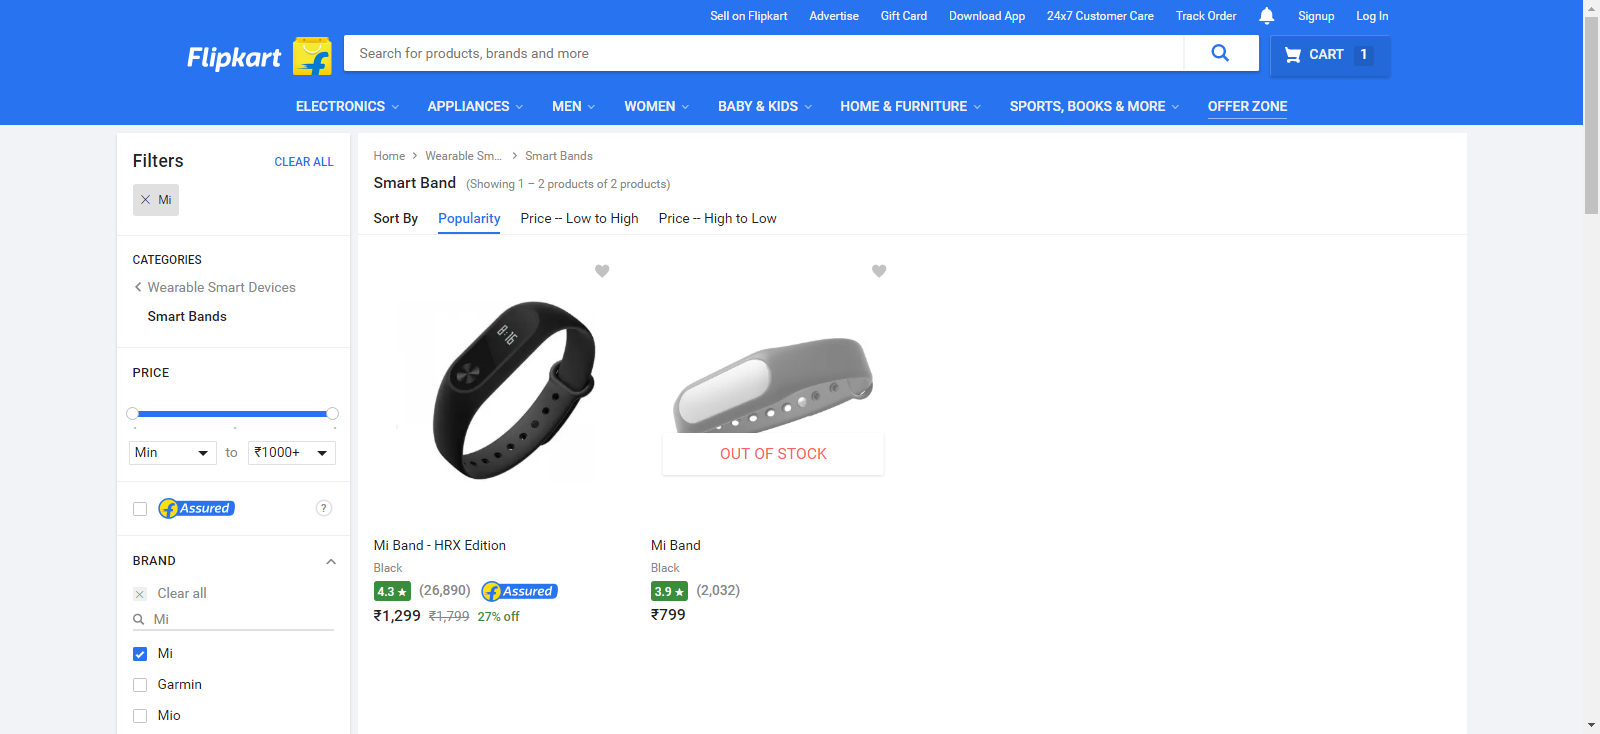 Sell on Flipkart Advertise Gift Card Download App 24x7 Customer Care Track Order Signup Log In
Flipkart
Search for products, brands and more
CART 1
ELECTRONICS APPLIANCES MEN WOMEN BABY & KIDS HOME & FURNITURE SPORTS, BOOKS & MORE OFFER ZONE
Filters CLEAR ALL
Mi
CATEGORIES
Wearable Smart Devices
Smart Bands
PRICE
Min to ₹1000+
f Assured ?
BRAND
Clear all
Mi
Mi
Garmin
Mio
Home > Wearable Sm... > Smart Bands
Smart Band (Showing 1 – 2 products of 2 products)
Sort By Popularity Price -- Low to High Price -- High to Low
8:16
Mi Band - HRX Edition
Black
4.3 ★ (26,890) f Assured
₹1,299 ₹1,799 27% off
OUT OF STOCK
Mi Band
Black
3.9 ★ (2,032)
₹799